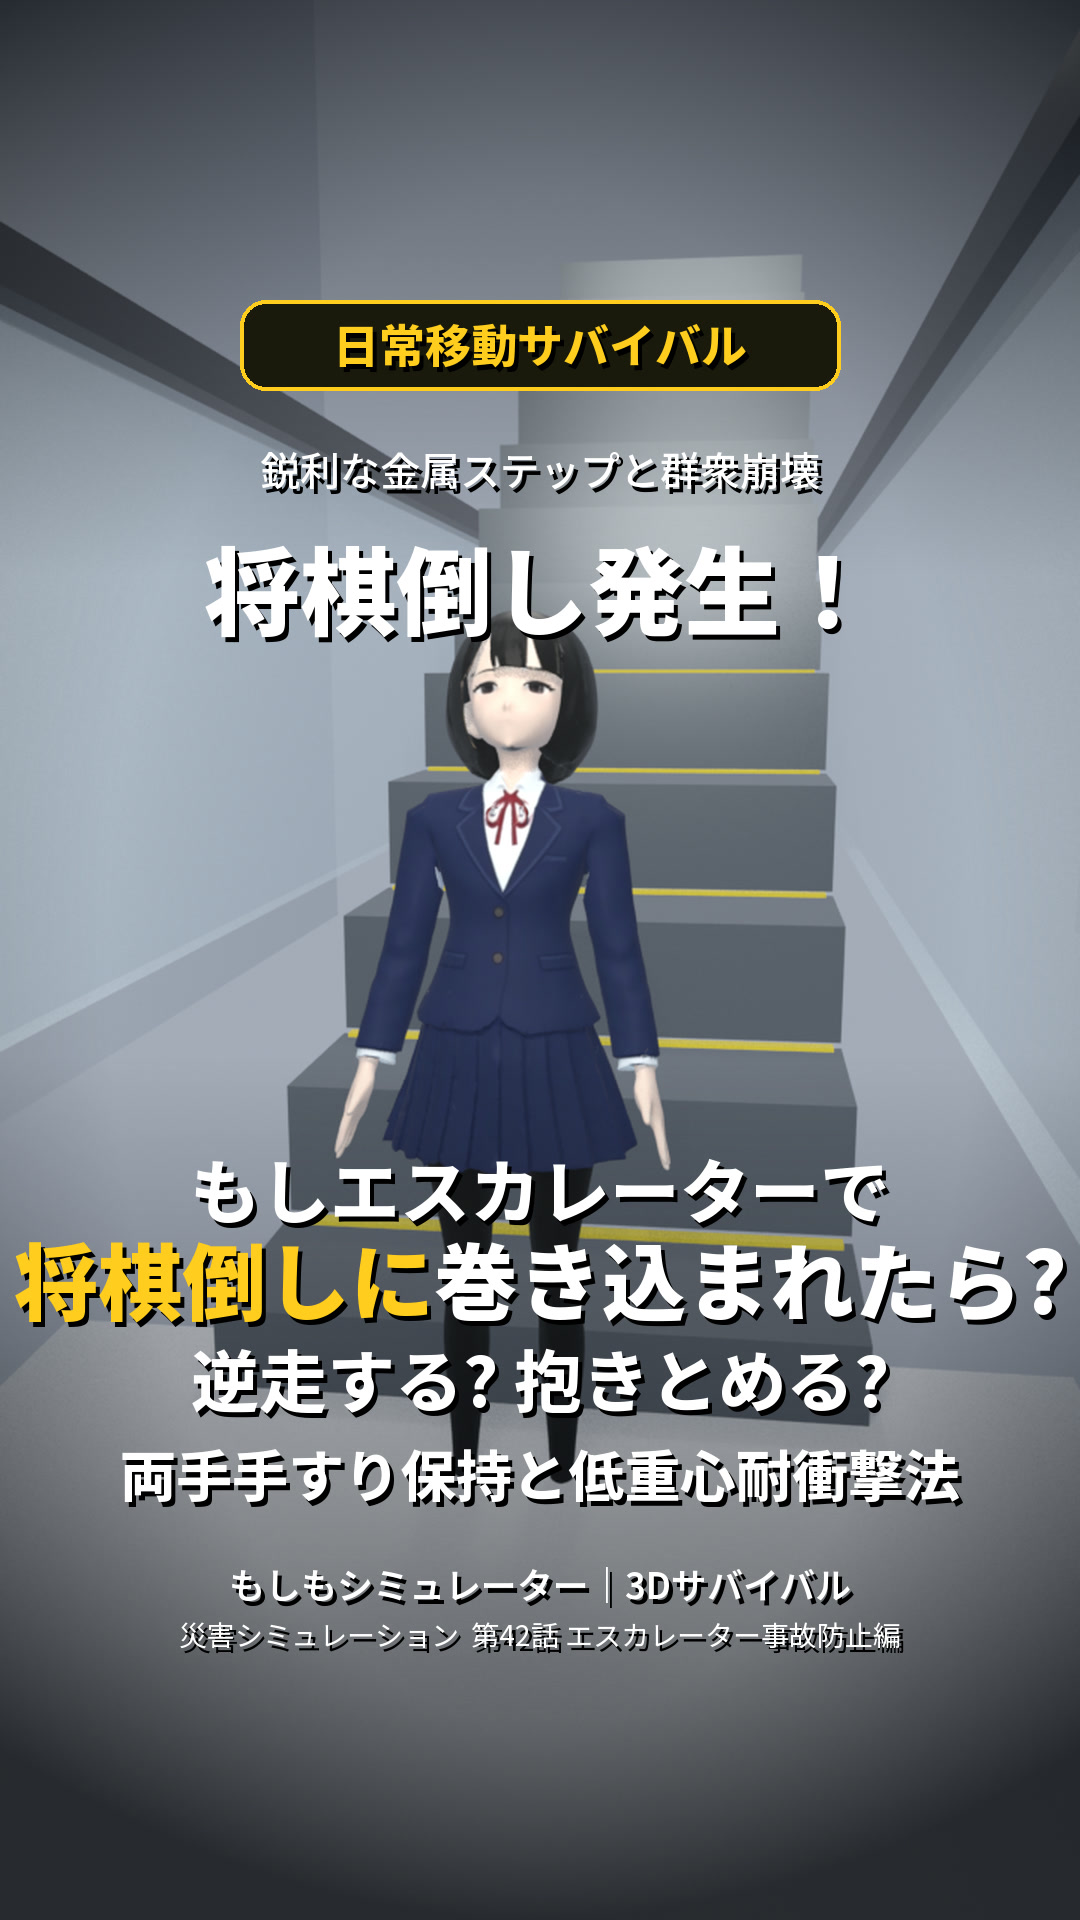 日常移動サバイバル
鋭利な金属ステップと群衆崩壊
将棋倒し発生！
もしエスカレーターで
将棋倒しに巻き込まれたら?
逆走する? 抱きとめる?
両手手すり保持と低重心耐衝撃法
もしもシミュレーター｜3Dサバイバル
災害シミュレーション 第42話 エスカレーター事故防止編